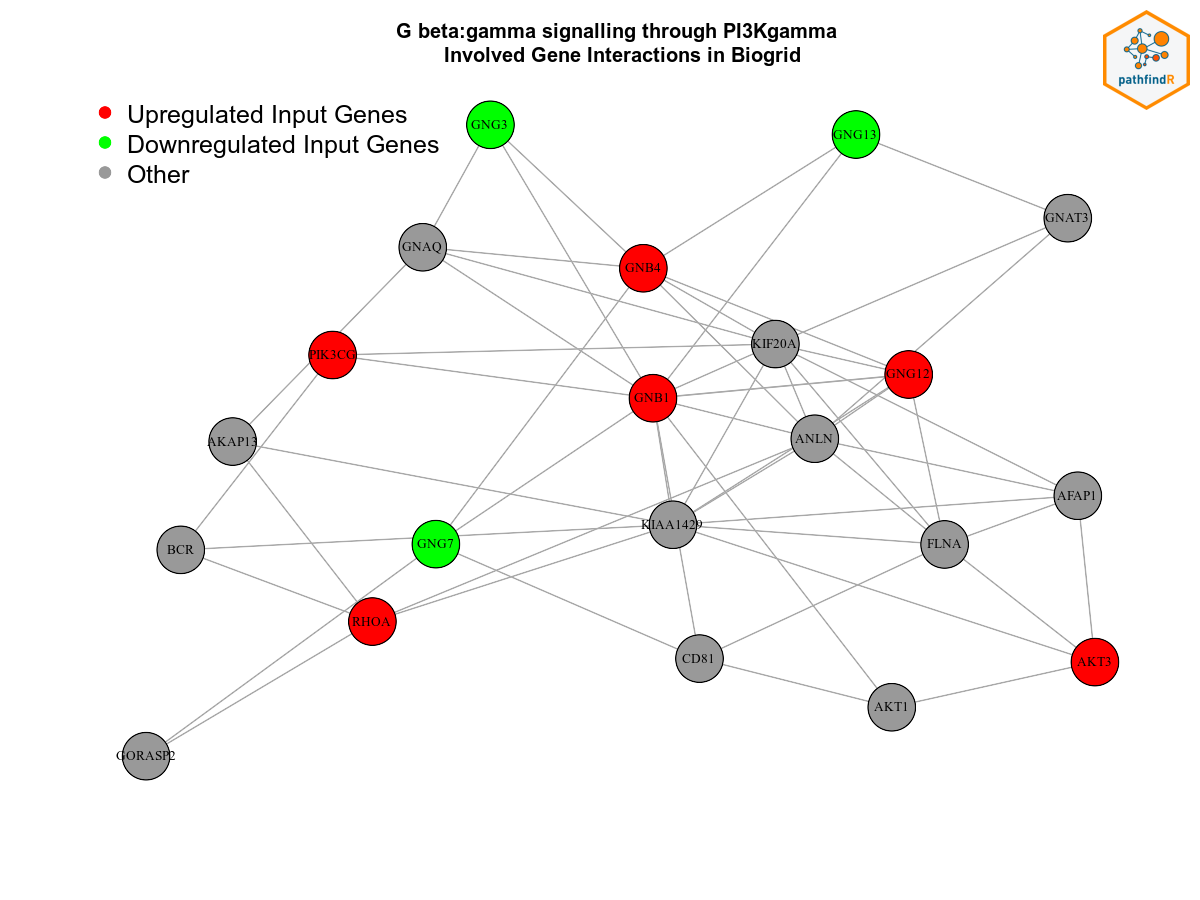 G beta:gamma signalling through PI3Kgamma
Involved Gene Interactions in Biogrid
pathfindR
Upregulated Input Genes
Downregulated Input Genes
Other
GNG3
GNG13
GNAT3
GNAQ
GNB4
KIF20A
PIK3CG
GNG12
GNB1
AKAP13
ANLN
AFAP1
KIAA1429
BCR
GNG7
FLNA
RHOA
CD81
AKT3
AKT1
GORASP2